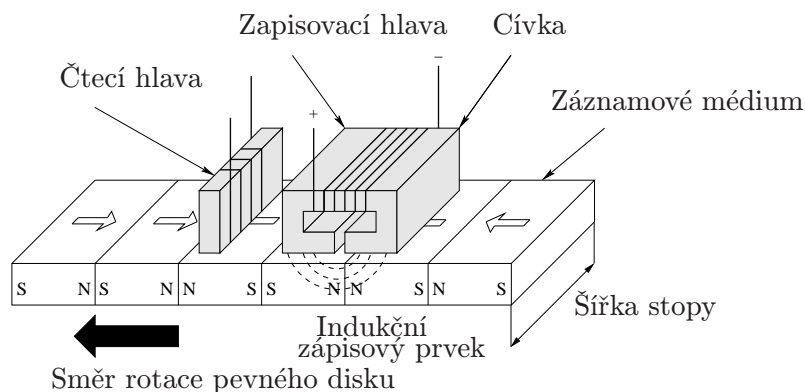 Zapisovací hlava
Cívka
Čtecí hlava
−
+
Záznamové médium
S N S N N S S N N S N S
Šířka stopy
Indukční
zápisový prvek
Směr rotace pevného disku